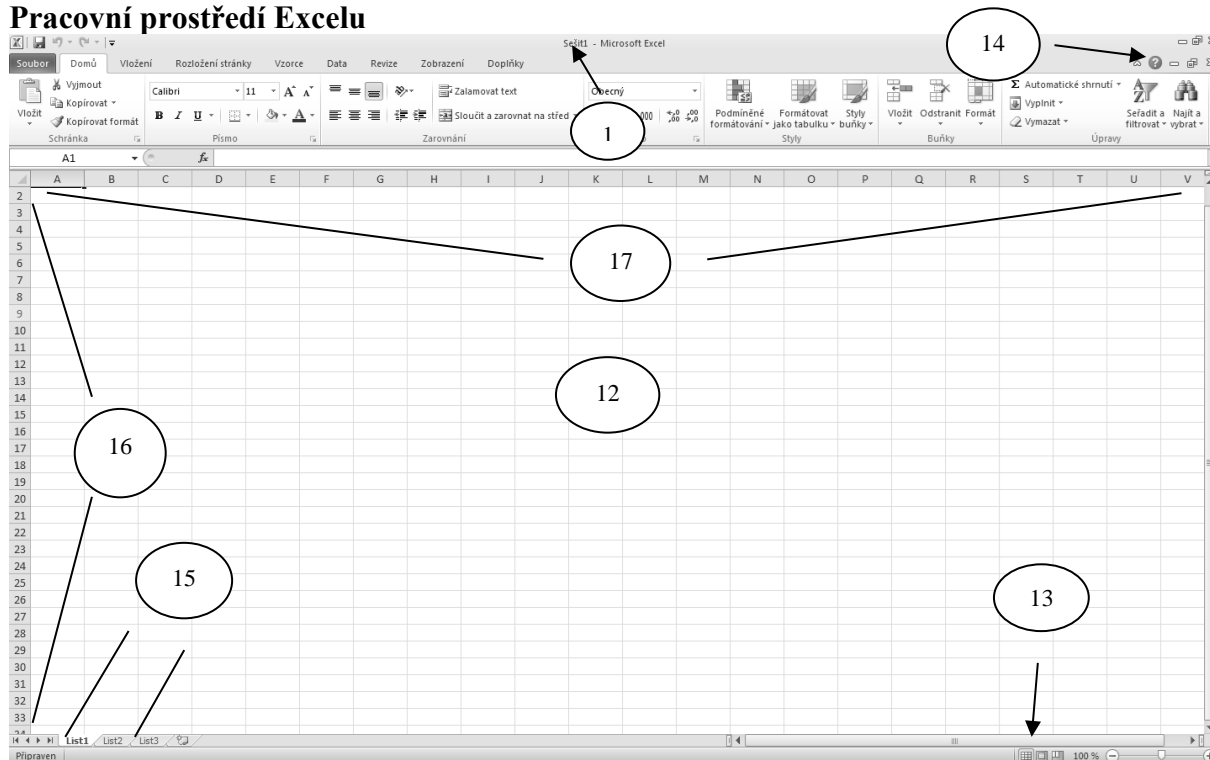 Pracovní prostředí Excelu
Sešit1 - Microsoft Excel
14
Soubor Domů Vložení Rozložení stránky Vzorce Data Revize Zobrazení Doplňky
Vložit
Vyjmout
Kopírovat
Kopírovat formát
Schránka
Calibri 11
B I U
Písmo
Zalamovat text
Sloučit a zarovnat na střed
Zarovnání
Obecný
000
1
Podmíněné formátování
Formátovat jako tabulku
Styly buňky
Styly
Vložit Odstranit Formát
Buňky
Σ Automatické shrnutí
Vyplnit
Vymazat
Seřadit a filtrovat
Najít a vybrat
Úpravy
A1 fx
A B C D E F G H I J K L M N O P Q R S T U V
2
3
4
5
6
7
8
9
10
11
12
13
14
15
16
17
18
19
20
21
22
23
24
25
26
27
28
29
30
31
32
33
17
12
16
15
13
List1 List2 List3
Připraven
100 %